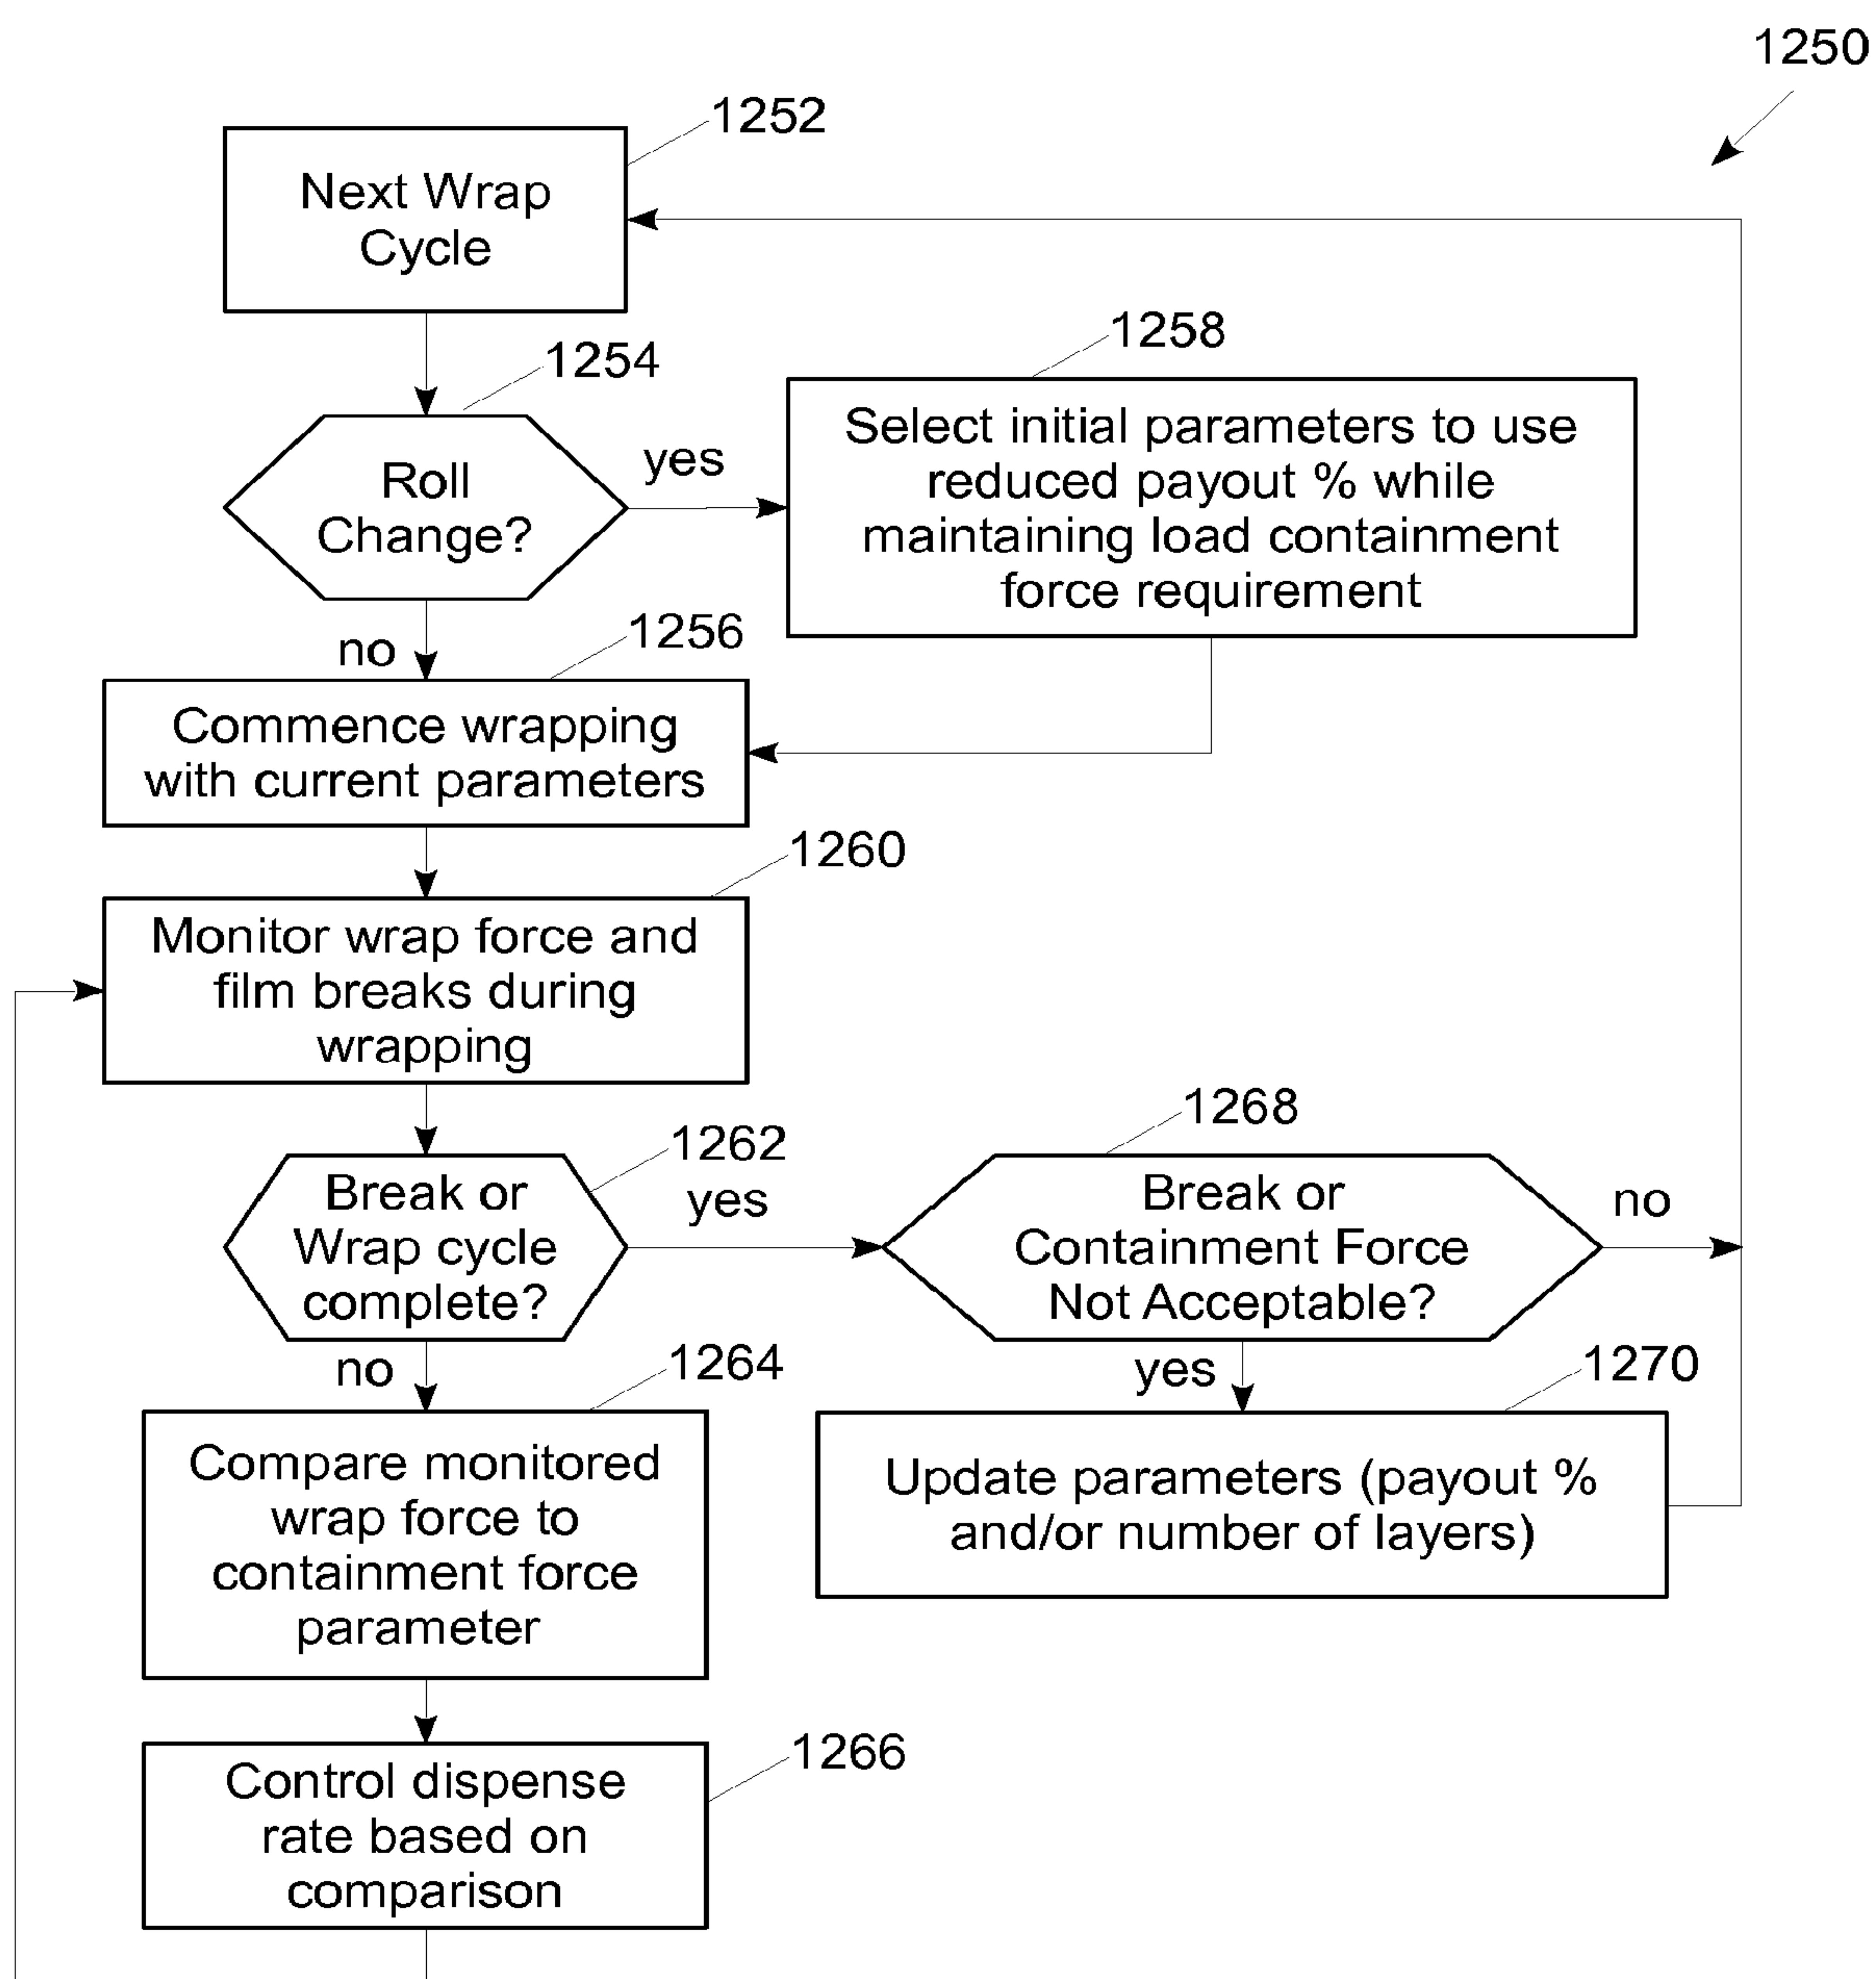 1250
1252
Next Wrap
Cycle
1254
Roll
Change?
yes
1258
Select initial parameters to use
reduced payout % while
maintaining load containment
force requirement
no
1256
Commence wrapping
with current parameters
1260
Monitor wrap force and
film breaks during
wrapping
1262
Break or
Wrap cycle
complete?
yes
1268
Break or
Containment Force
Not Acceptable?
no
no
1264
Compare monitored
wrap force to
containment force
parameter
yes
1270
Update parameters (payout %
and/or number of layers)
1266
Control dispense
rate based on
comparison